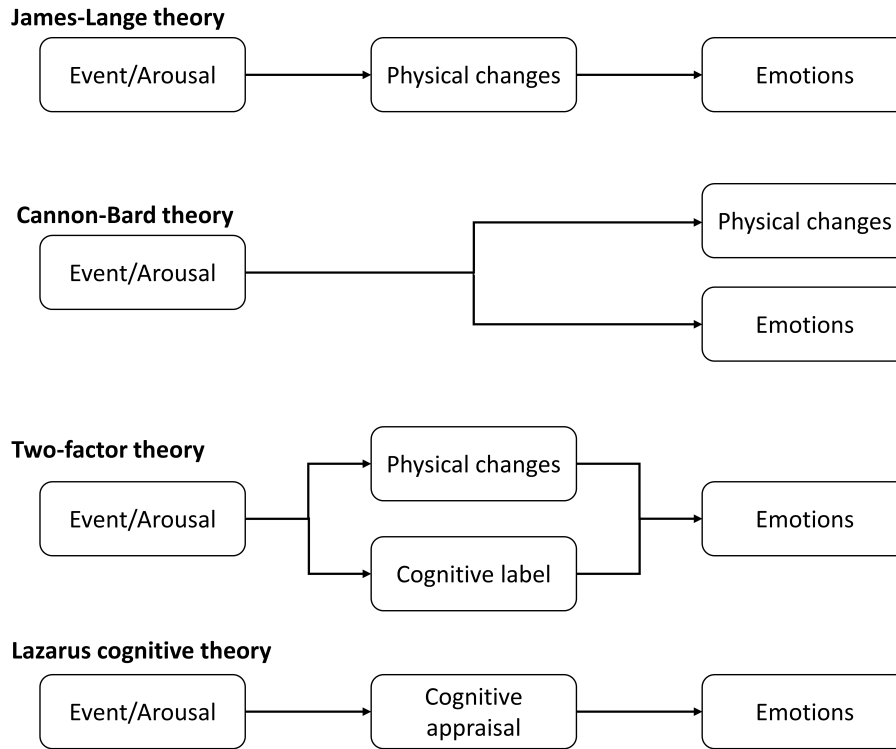 James-Lange theory
Event/Arousal
Physical changes
Emotions
Cannon-Bard theory
Event/Arousal
Physical changes
Emotions
Two-factor theory
Event/Arousal
Physical changes
Cognitive label
Emotions
Lazarus cognitive theory
Event/Arousal
Cognitive
appraisal
Emotions